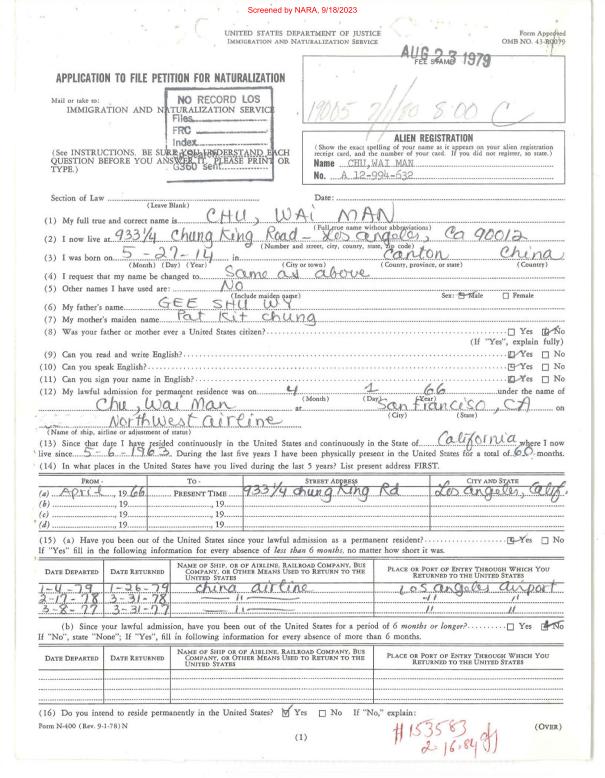 Screened by NARA, 9/18/2023
UNITED STATES DEPARTMENT OF JUSTICE
IMMIGRATION AND NATURALIZATION SERVICE
Form Approved
OMB NO. 43-R0079
AUG 23 1979
FEE STAMP
APPLICATION TO FILE PETITION FOR NATURALIZATION
Mail or take to:
IMMIGRATION AND NATURALIZATION SERVICE
NO RECORD LOS
Files
FRC
Index
G360 sent
19005 7/1/80 8:00 C
(See INSTRUCTIONS. BE SURE YOU UNDERSTAND EACH
QUESTION BEFORE YOU ANSWER IT. PLEASE PRINT OR
TYPE.)
ALIEN REGISTRATION
(Show the exact spelling of your name as it appears on your alien registration
receipt card, and the number of your card. If you did not register, so state.)
Name CHU, WAI MAN
No. A 12-994-632
Section of Law
(Leave Blank)
Date:
(1) My full true and correct name is CHU, WAI MAN
(Full true name without abbreviations)
(2) I now live at 933 1/4 Chung King Road - Los Angeles, Ca 90012
(Number and street, city, county, state, zip code)
(3) I was born on 5-27-14 in Canton China
(Month) (Day) (Year) (City or town) (County, province, or state) (Country)
(4) I request that my name be changed to Same as above
(5) Other names I have used are: No
(Include maiden name) Sex: ☑ Male ☐ Female
(6) My father's name GEE SHU WY
(7) My mother's maiden name Pat Kit Chung
(8) Was your father or mother ever a United States citizen? ☐ Yes ☑ No
(If "Yes", explain fully)
(9) Can you read and write English? ☑ Yes ☐ No
(10) Can you speak English? ☑ Yes ☐ No
(11) Can you sign your name in English? ☑ Yes ☐ No
(12) My lawful admission for permanent residence was on 4 1 66 under the name of
(Month) (Day) (Year)
Chu, Wai Man at San Franciso, CA on
(City) (State)
Northwest airline
(Name of ship, airline or adjustment of status)
(13) Since that date I have resided continuously in the United States and continuously in the State of California where I now
live since 5-6-1963. During the last five years I have been physically present in the United States for a total of 60 months.
(14) In what places in the United States have you lived during the last 5 years? List present address FIRST.
FROM - TO - STREET ADDRESS CITY AND STATE
(a) April, 1966 PRESENT TIME 933 1/4 Chung King Rd Los Angeles, Calif.
(b) , 19 , 19
(c) , 19 , 19
(d) , 19 , 19
(15) (a) Have you been out of the United States since your lawful admission as a permanent resident? ☑ Yes ☐ No
If "Yes" fill in the following information for every absence of less than 6 months, no matter how short it was.
DATE DEPARTED DATE RETURNED NAME OF SHIP, OR OF AIRLINE, RAILROAD COMPANY, BUS COMPANY, OR OTHER MEANS USED TO RETURN TO THE UNITED STATES PLACE OR PORT OF ENTRY THROUGH WHICH YOU RETURNED TO THE UNITED STATES
1-4-79 1-26-79 China airline Los Angeles airport
2-17-78 3-31-78 — " — " "
3-8-77 3-31-77 — " — " "
(b) Since your lawful admission, have you been out of the United States for a period of 6 months or longer? ☐ Yes ☑ No
If "No", state "None"; If "Yes", fill in following information for every absence of more than 6 months.
DATE DEPARTED DATE RETURNED NAME OF SHIP, OR OF AIRLINE, RAILROAD COMPANY, BUS COMPANY, OR OTHER MEANS USED TO RETURN TO THE UNITED STATES PLACE OR PORT OF ENTRY THROUGH WHICH YOU RETURNED TO THE UNITED STATES
(16) Do you intend to reside permanently in the United States? ☑ Yes ☐ No If "No," explain:
Form N-400 (Rev. 9-1-78) N
(1)
(OVER)
#153583
2-16-84